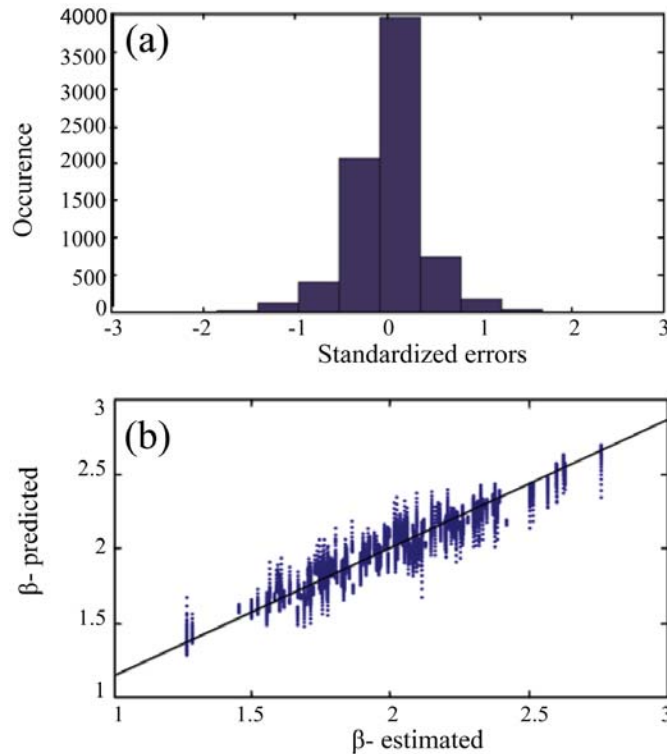 (a)
4000
3500
3000
2500
2000
1500
1000
500
0
Occurence
-3 -2 -1 0 1 2 3
Standardized errors
(b)
3
2.5
2
1.5
1
β- predicted
1 1.5 2 2.5 3
β- estimated